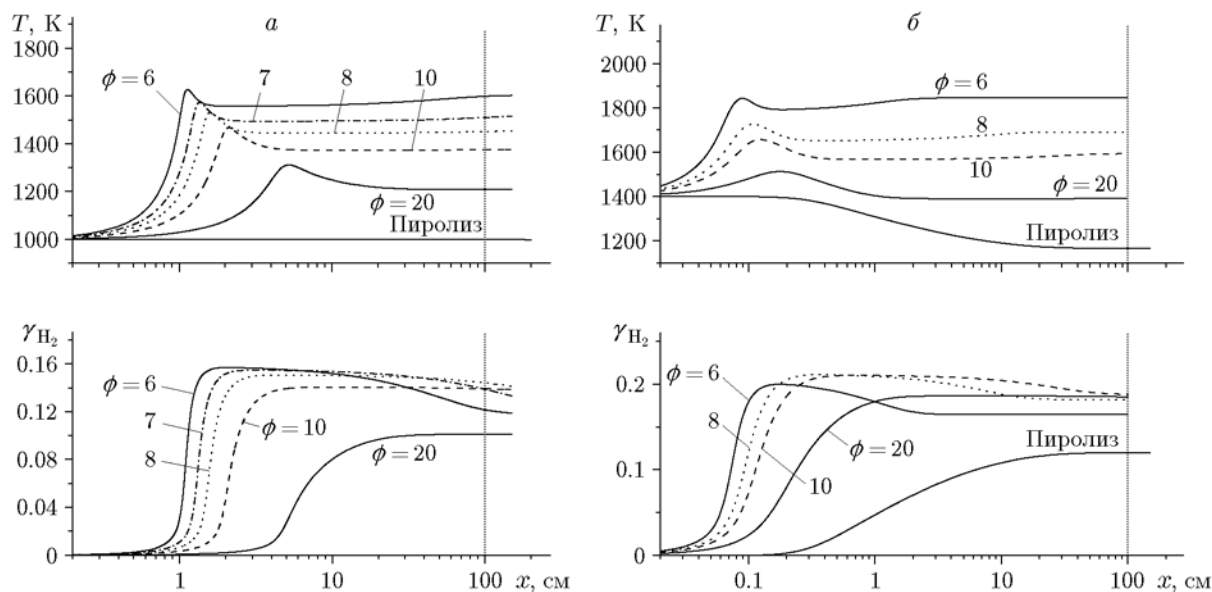 а
T, К
1800
1600
1400
1200
1000
ϕ = 6
7
8
10
ϕ = 20
Пиролиз
б
T, К
2000
1800
1600
1400
1200
ϕ = 6
8
10
ϕ = 20
Пиролиз
γH₂
0.16
0.12
0.08
0.04
0
ϕ = 6
7
8
ϕ = 10
ϕ = 20
1
10
100
x, см
γH₂
0.2
0.1
0
ϕ = 6
8
10
ϕ = 20
Пиролиз
0.1
1
10
100
x, см